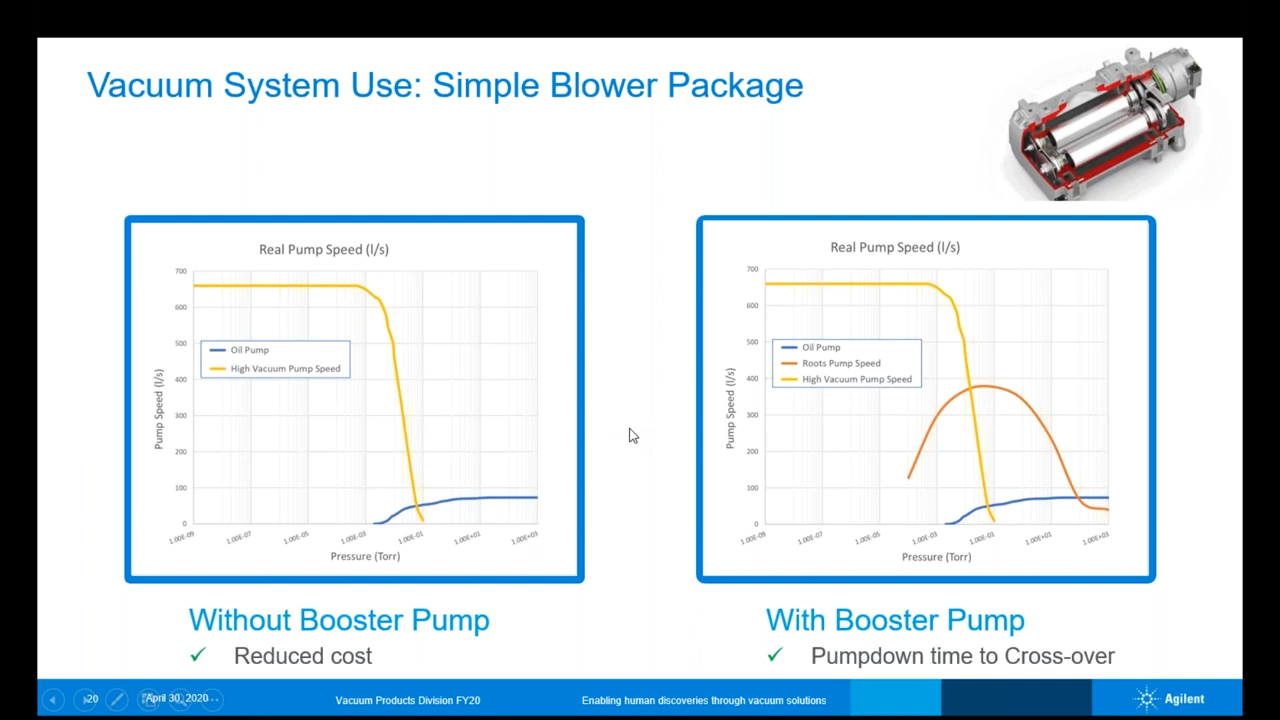 Vacuum System Use: Simple Blower Package
Real Pump Speed (l/s)
700
600
500
400
300
200
100
0
Pump Speed (l/s)
Oil Pump
High Vacuum Pump Speed
1.00E-09
1.00E-07
1.00E-05
1.00E-03
1.00E-01
1.00E+01
1.00E+03
Pressure (Torr)
Real Pump Speed (l/s)
700
600
500
400
300
200
100
0
Pump Speed (l/s)
Oil Pump
Roots Pump Speed
High Vacuum Pump Speed
1.00E-09
1.00E-07
1.00E-05
1.00E-03
1.00E-01
1.00E+01
1.00E+03
Pressure (Torr)
Without Booster Pump
✓ Reduced cost
With Booster Pump
✓ Pumpdown time to Cross-over
20
April 30, 2020
Vacuum Products Division FY20
Enabling human discoveries through vacuum solutions
Agilent